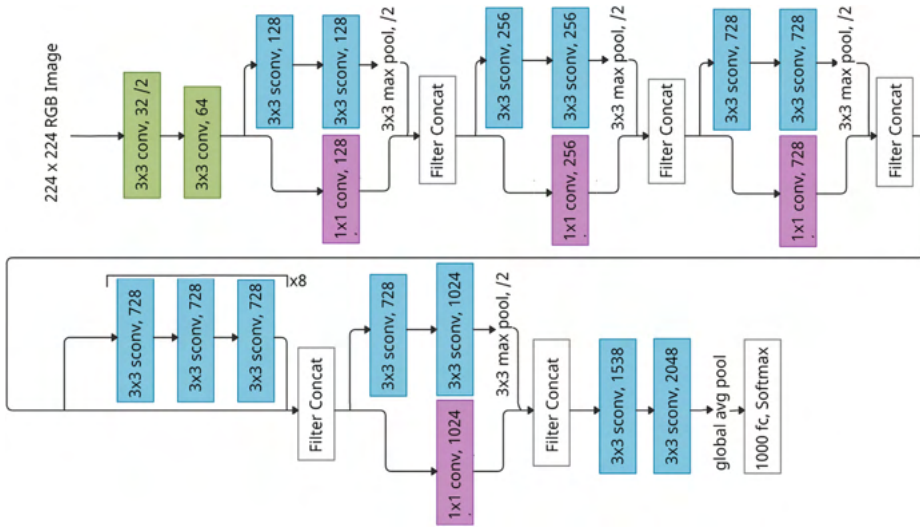 224 x 224 RGB Image
3x3 conv, 32 /2
3x3 conv, 64
3x3 sconv, 128
3x3 sconv, 128
3x3 max pool, /2
1x1 conv, 128
Filter Concat
3x3 sconv, 256
3x3 sconv, 256
3x3 max pool, /2
1x1 conv, 256
Filter Concat
3x3 sconv, 728
3x3 sconv, 728
3x3 max pool, /2
1x1 conv, 728
Filter Concat
3x3 sconv, 728
3x3 sconv, 728
3x3 sconv, 728
x8
Filter Concat
3x3 sconv, 728
3x3 sconv, 1024
3x3 max pool, /2
1x1 conv, 1024
Filter Concat
3x3 sconv, 1538
3x3 sconv, 2048
global avg pool
1000 fc, Softmax